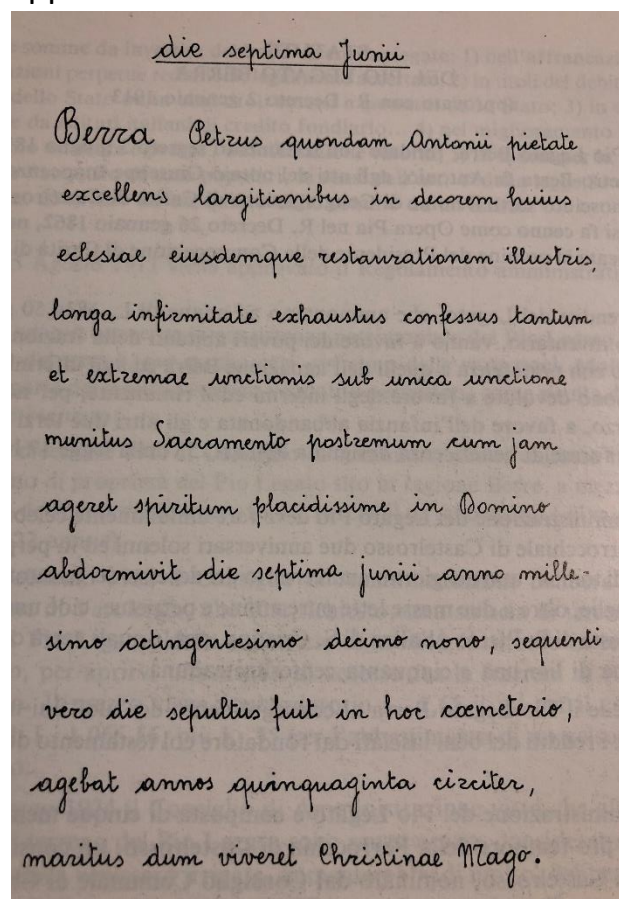 die septima Junii
Berra Petrus quondam Antonii pietate
excellens largitionibus in decorem huius
eclesiae eiusdemque restaurationem illustris,
longa infirmitate exhaustus confessus tantum
et extremae unctionis sub unica unctione
munitus Sacramento postremum cum jam
ageret spiritum placidissime in Domino
abdormivit die septima junii anno mille-
simo octingentesimo decimo nono, sequenti
vero die sepultus fuit in hoc coemeterio,
agebat annos quinquaginta circiter,
maritus dum viveret Christinae Mago.